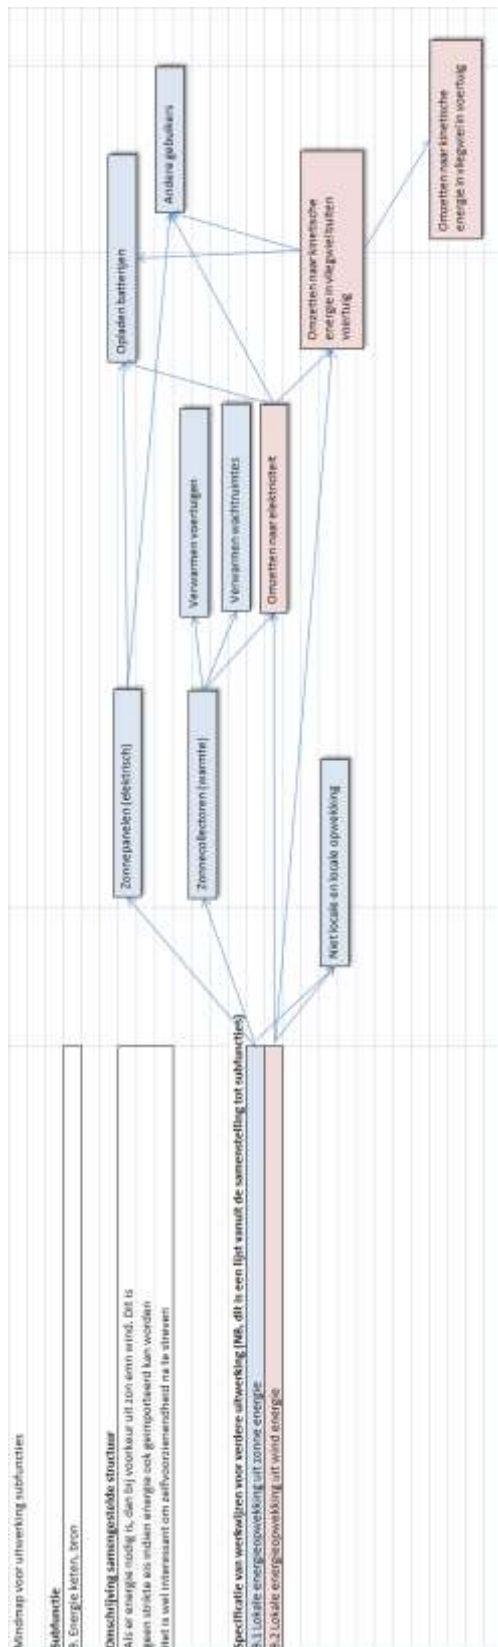 Mindmap voor uitwerking subfuncties
Subfunctie
9. Energie keten, bron
Omschrijving samengestelde structuur
Als er energie nodig is, dan bij voorkeur uit zon en wind. Dit is
geen strikte eis indien energie ook geimporteerd kan worden
Het is wel interessant om zelfvoorzienendheid na te streven
Specificatie van werkwijzen voor verdere uitwerking (NB, dit is een lijst vanuit de samenstelling tot subfuncties)
9.1 Lokale energieopwekking uit zonne energie
9.2 Lokale energieopwekking uit wind energie
Zonnepanelen (elektrisch)
Zonnecollectoren (warmte)
Niet locale en locale opwekking
Verwarmen voertuigen
Verwarmen wachtruimtes
Omzetten naar elektriciteit
Opladen batterijen
Andere gebuikers
Omzetten naar kinetische
energie in vliegwiel buiten
voertuig
Omzetten naar kinetische
energie in vliegwiel in voertuig